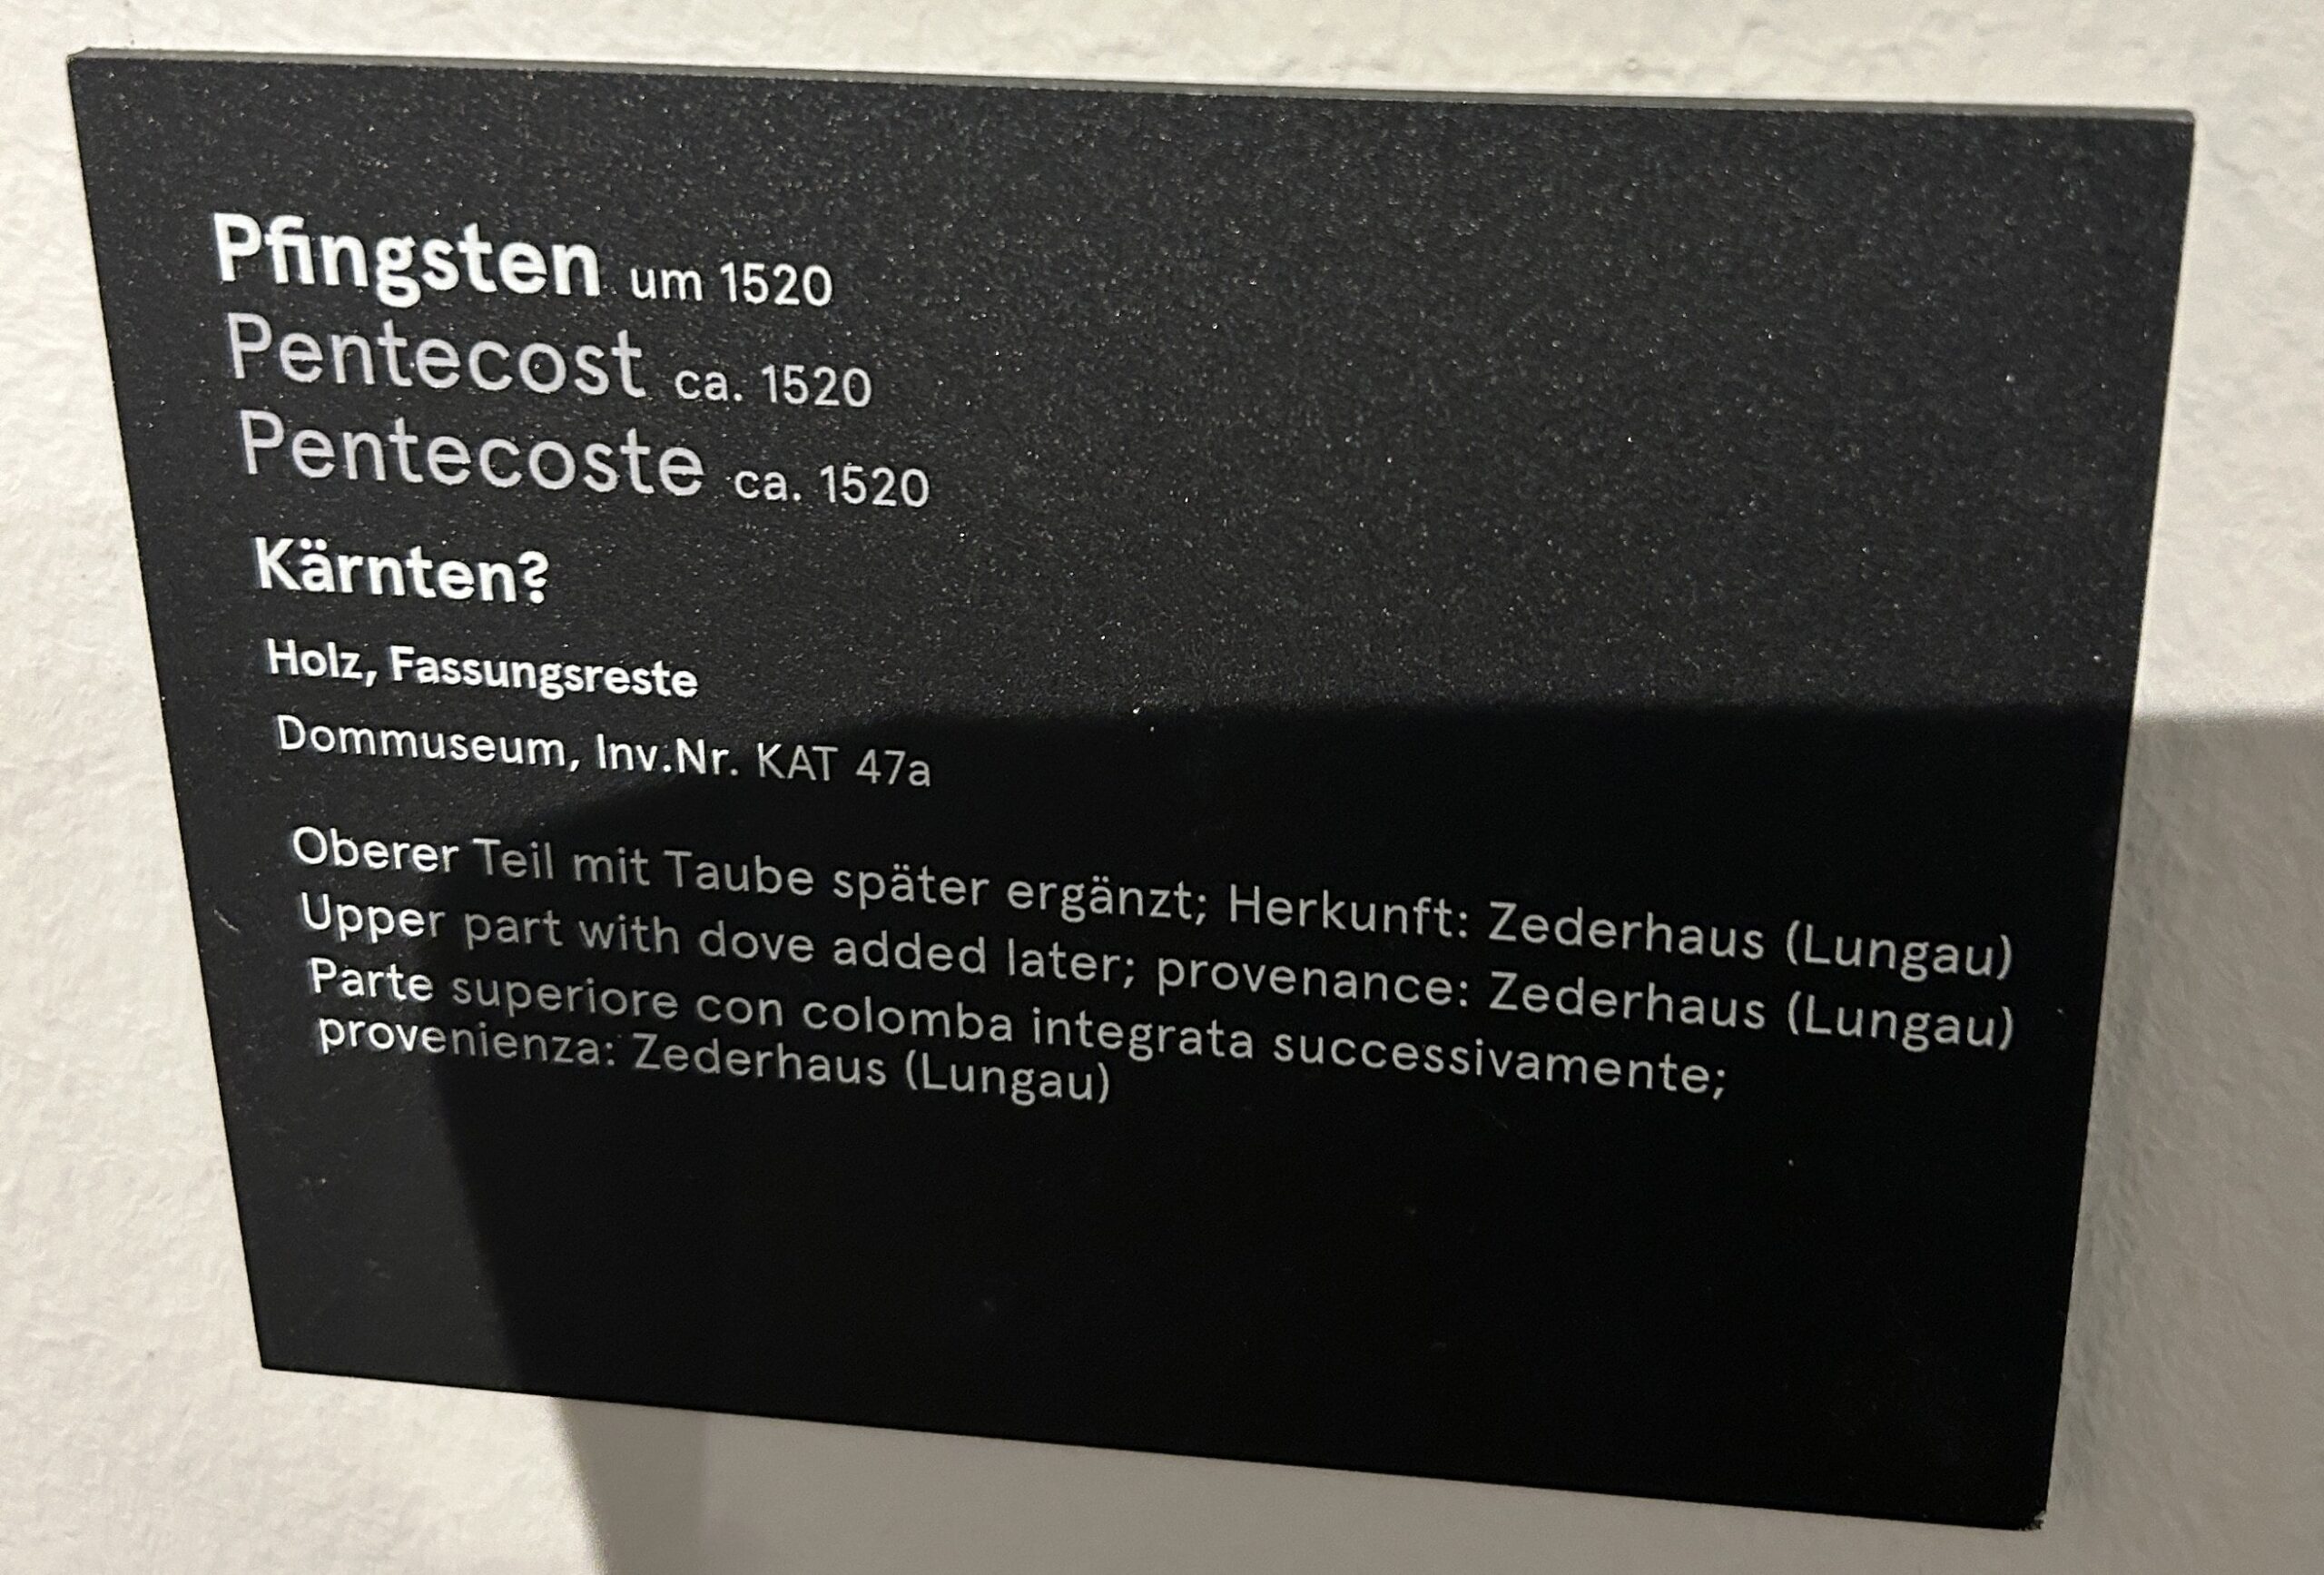 Pfingsten um 1520
Pentecost ca. 1520
Pentecoste ca. 1520
Kärnten?
Holz, Fassungsreste
Dommuseum, Inv.Nr. KAT 47a
Oberer Teil mit Taube später ergänzt; Herkunft: Zederhaus (Lungau)
Upper part with dove added later; provenance: Zederhaus (Lungau)
Parte superiore con colomba integrata successivamente;
provenienza: Zederhaus (Lungau)